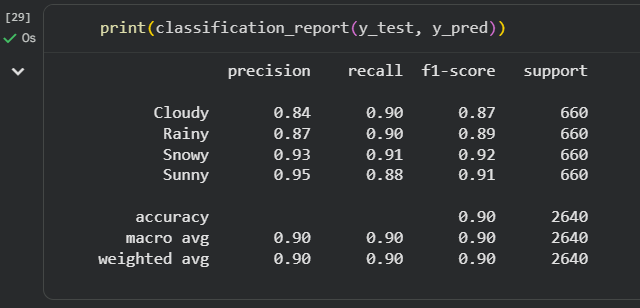 [29]
0s
print(classification_report(y_test, y_pred))
precision recall f1-score support
Cloudy 0.84 0.90 0.87 660
Rainy 0.87 0.90 0.89 660
Snowy 0.93 0.91 0.92 660
Sunny 0.95 0.88 0.91 660
accuracy 0.90 2640
macro avg 0.90 0.90 0.90 2640
weighted avg 0.90 0.90 0.90 2640